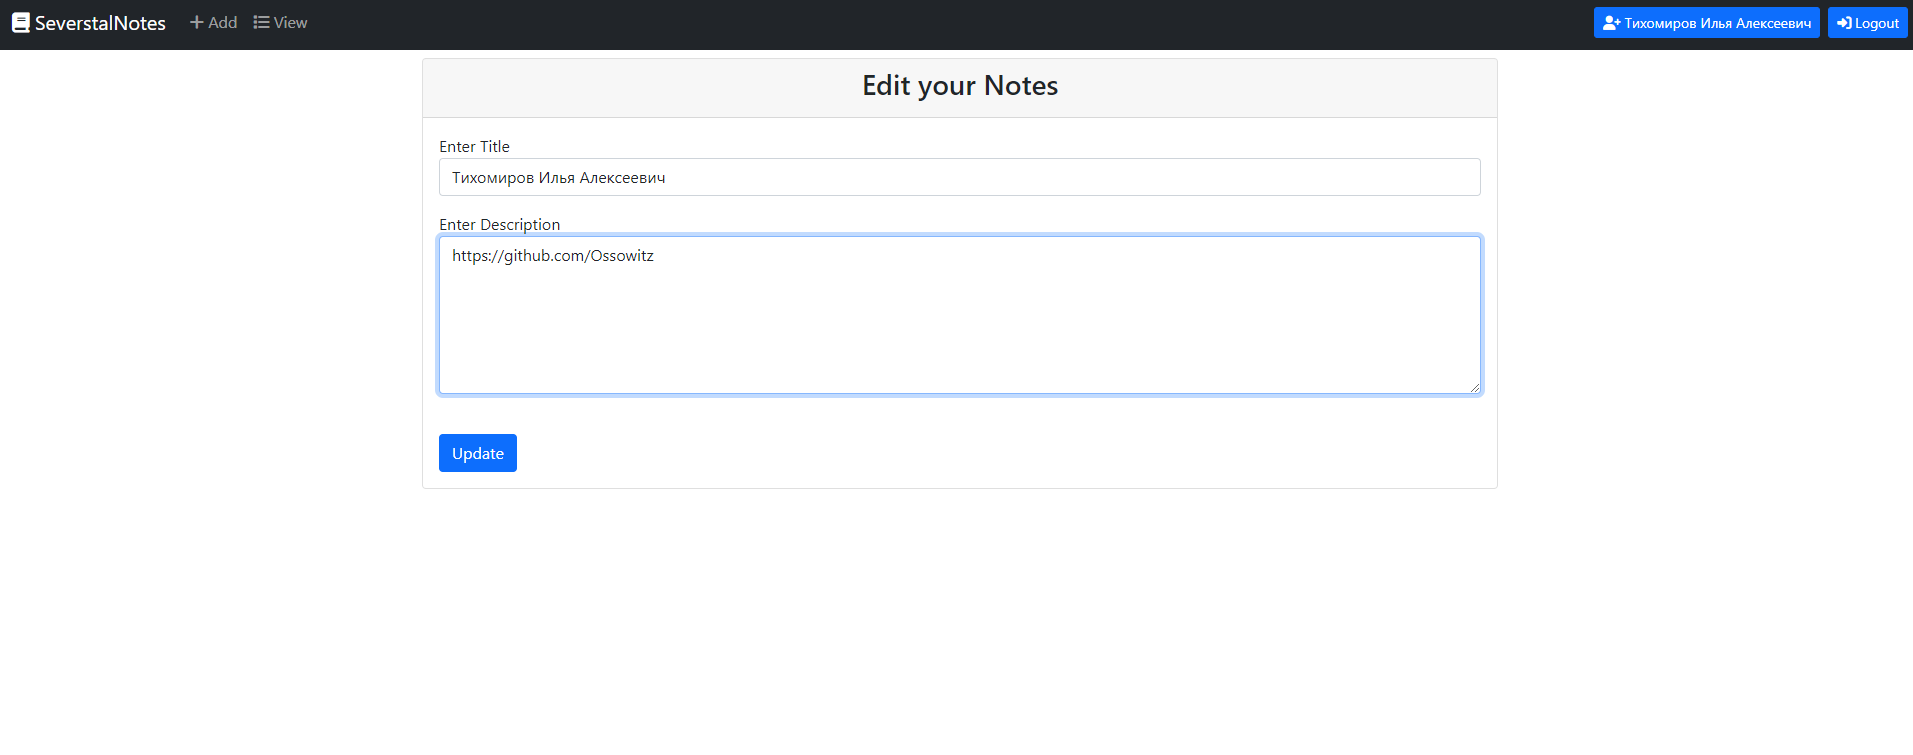 SeverstalNotes Add View Тихомиров Илья Алексеевич Logout
Edit your Notes
Enter Title
Тихомиров Илья Алексеевич
Enter Description
https://github.com/Ossowitz
Update